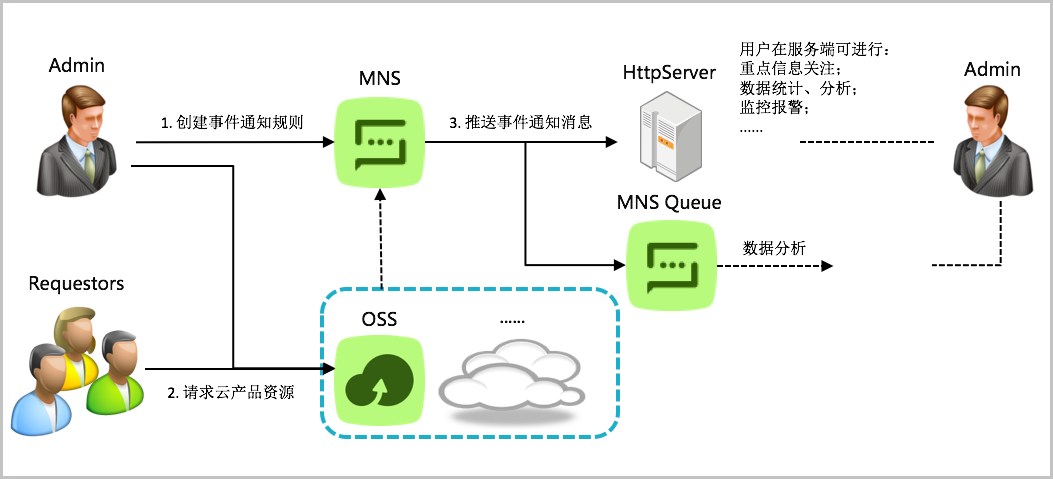 Admin
1. 创建事件通知规则
MNS
3. 推送事件通知消息
HttpServer
用户在服务端可进行：
重点信息关注；
数据统计、分析；
监控报警；
......
Admin
MNS Queue
数据分析
Requestors
2. 请求云产品资源
OSS
......